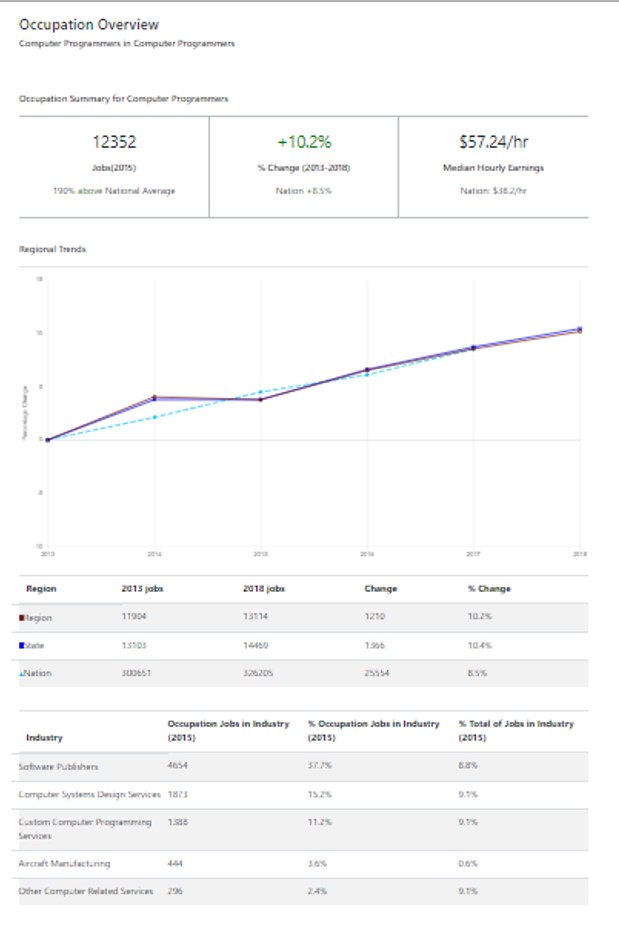 Occupation Overview
Computer Programmers in Computer Programmers
Occupation Summary for Computer Programmers
12352
Jobs(2015)
190% above National Average
+10.2%
% Change (2013-2018)
Nation +8.5%
$57.24/hr
Median Hourly Earnings
Nation: $38.2/hr
Regional Trends
Percentage Change
15
10
5
0
-5
-10
2013 2014 2015 2016 2017 2018
Region 2013 jobs 2018 jobs Change % Change
Region 11904 13114 1210 10.2%
State 13103 14469 1366 10.4%
Nation 300651 326205 25554 8.5%
Industry Occupation Jobs in Industry (2015) % Occupation Jobs in Industry (2015) % Total of Jobs in Industry (2015)
Software Publishers 4654 37.7% 8.8%
Computer Systems Design Services 1873 15.2% 9.1%
Custom Computer Programming Services 1388 11.2% 9.1%
Aircraft Manufacturing 444 3.6% 0.6%
Other Computer Related Services 296 2.4% 9.1%